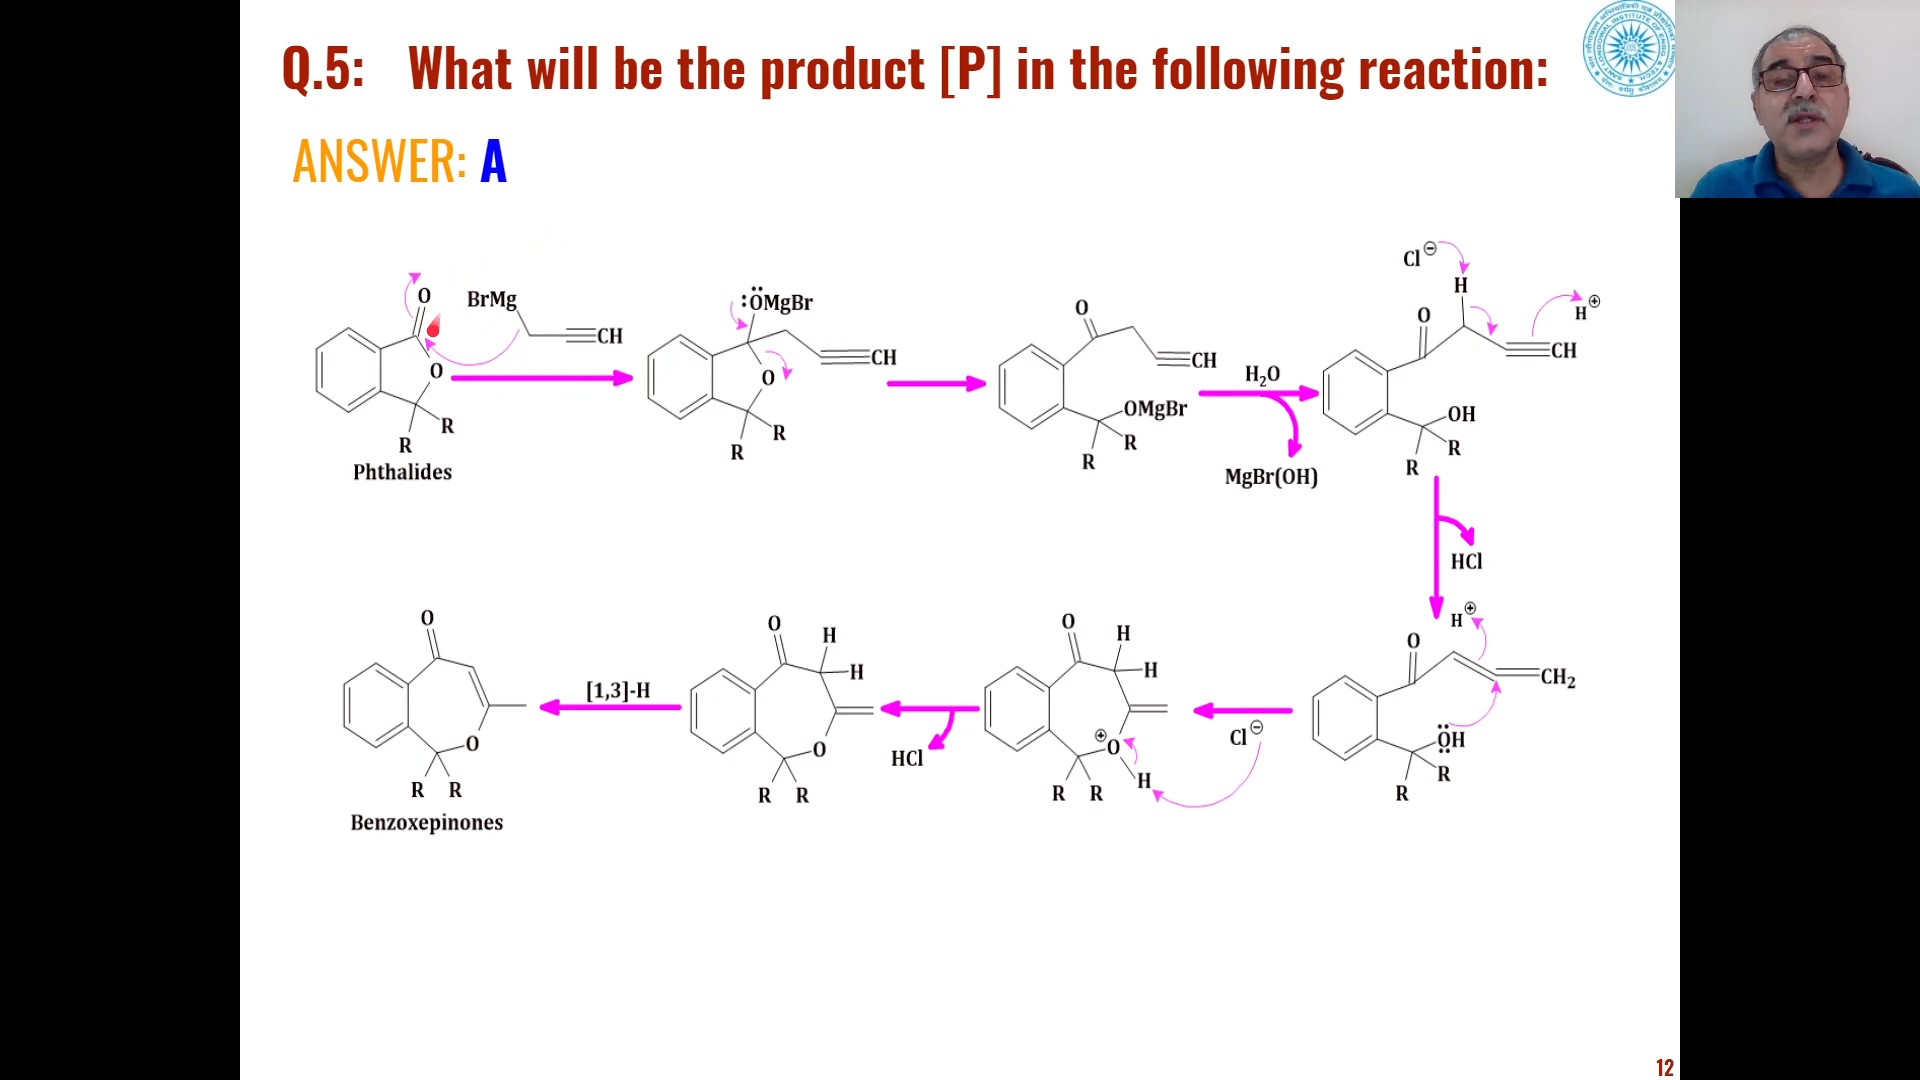 Q.5: What will be the product [P] in the following reaction:
ANSWER: A
O
BrMg
CH
O
R
R
Phthalides
:ÖMgBr
CH
O
R
R
O
CH
OMgBr
R
R
H₂O
MgBr(OH)
Cl⊖
H
H⊕
O
CH
OH
R
R
HCl
H⊕
O
CH₂
ÖH
R
R
Cl⊖
O
H
H
⊕
O
H
R R
HCl
O
H
H
O
R R
[1,3]-H
O
O
R R
Benzoxepinones
12